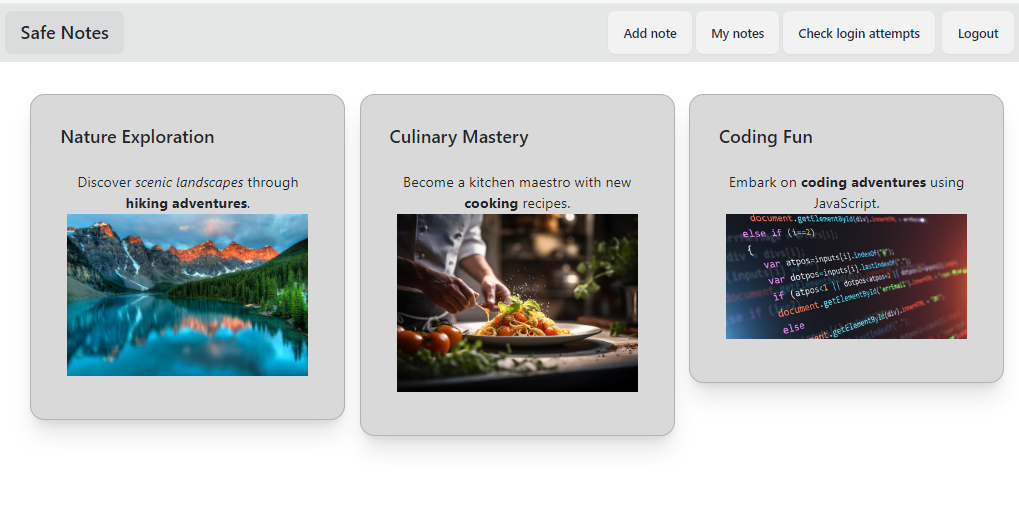 Safe Notes
Add note
My notes
Check login attempts
Logout
Nature Exploration
Discover scenic landscapes through
hiking adventures.
Culinary Mastery
Become a kitchen maestro with new
cooking recipes.
Coding Fun
Embark on coding adventures using
JavaScript.
document.getElementById(div).innerHTML
else if (i==2)
{
var atpos=inputs[i].indexOf("@");
var dotpos=inputs[i].lastIndexOf(".");
if (atpos<1 || dotpos<atpos+2 ||
document.getElementById('errEmail').innerHTML
else
document.getElementById(div).innerHTML